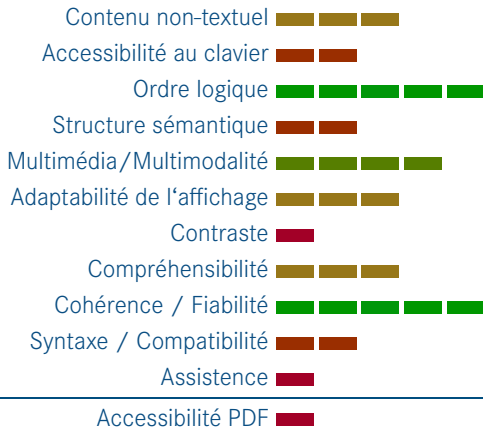 Contenu non-textuel
Accessibilité au clavier
Ordre logique
Structure sémantique
Multimédia/Multimodalité
Adaptabilité de l‘affichage
Contraste
Compréhensibilité
Cohérence / Fiabilité
Syntaxe / Compatibilité
Assistence
Accessibilité PDF